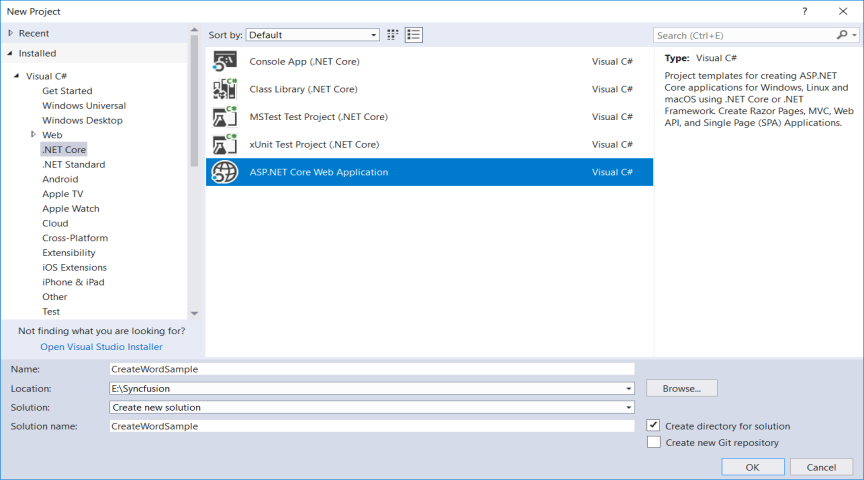 New Project
?
Recent
Installed
Visual C#
Get Started
Windows Universal
Windows Desktop
Web
.NET Core
.NET Standard
Android
Apple TV
Apple Watch
Cloud
Cross-Platform
Extensibility
iOS Extensions
iPhone & iPad
Other
Test
Not finding what you are looking for?
Open Visual Studio Installer
Sort by: Default
Console App (.NET Core) Visual C#
Class Library (.NET Core) Visual C#
MSTest Test Project (.NET Core) Visual C#
xUnit Test Project (.NET Core) Visual C#
ASP.NET Core Web Application Visual C#
Search (Ctrl+E)
Type: Visual C#
Project templates for creating ASP.NET
Core applications for Windows, Linux and
macOS using .NET Core or .NET
Framework. Create Razor Pages, MVC, Web
API, and Single Page (SPA) Applications.
Name: CreateWordSample
Location: E:\Syncfusion Browse...
Solution: Create new solution
Solution name: CreateWordSample
Create directory for solution
Create new Git repository
OK Cancel